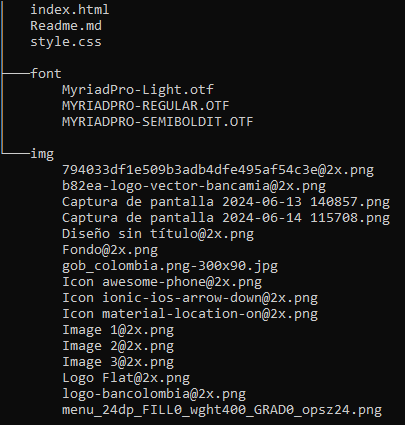 index.html
Readme.md
style.css
font
MyriadPro-Light.otf
MYRIADPRO-REGULAR.OTF
MYRIADPRO-SEMIBOLDIT.OTF
img
794033df1e509b3adb4dfe495af54c3e@2x.png
b82ea-logo-vector-bancamia@2x.png
Captura de pantalla 2024-06-13 140857.png
Captura de pantalla 2024-06-14 115708.png
Diseño sin título@2x.png
Fondo@2x.png
gob_colombia.png-300x90.jpg
Icon awesome-phone@2x.png
Icon ionic-ios-arrow-down@2x.png
Icon material-location-on@2x.png
Image 1@2x.png
Image 2@2x.png
Image 3@2x.png
Logo Flat@2x.png
logo-bancolombia@2x.png
menu_24dp_FILL0_wght400_GRAD0_opsz24.png